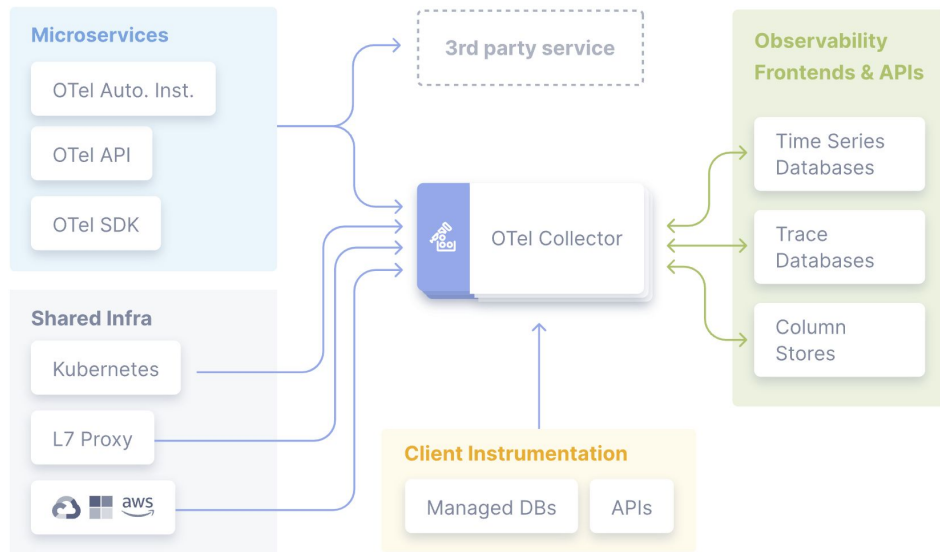 Microservices
OTel Auto. Inst.
OTel API
OTel SDK
3rd party service
OTel Collector
Observability
Frontends & APIs
Time Series
Databases
Trace
Databases
Column
Stores
Shared Infra
Kubernetes
L7 Proxy
aws
Client Instrumentation
Managed DBs
APIs